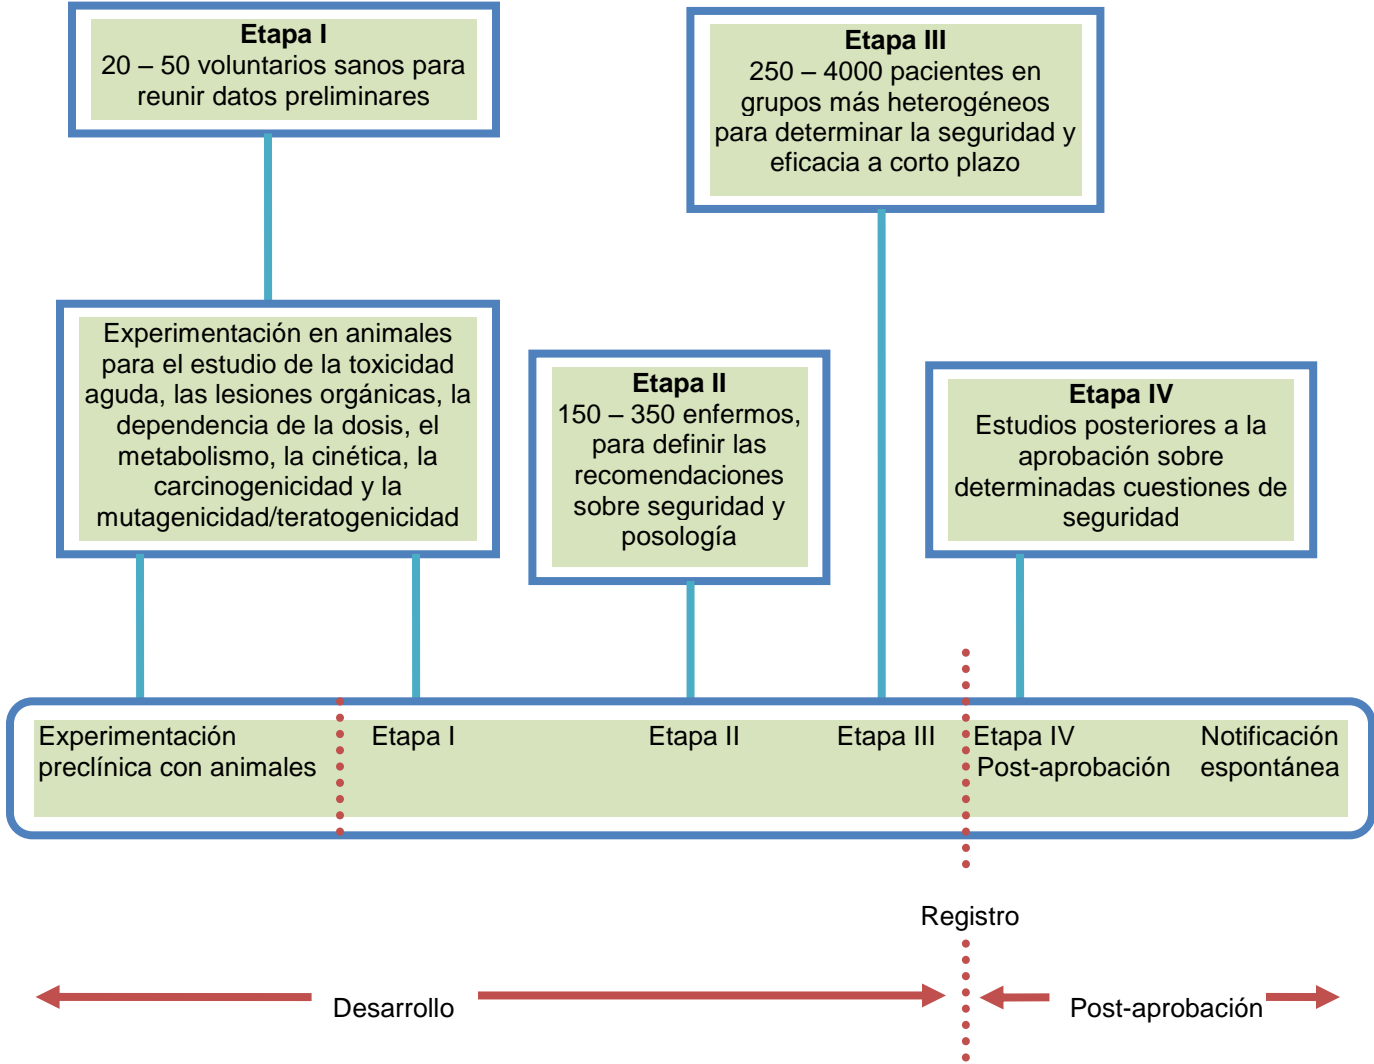 Etapa I
20 – 50 voluntarios sanos para
reunir datos preliminares
Etapa III
250 – 4000 pacientes en
grupos más heterogéneos
para determinar la seguridad y
eficacia a corto plazo
Experimentación en animales
para el estudio de la toxicidad
aguda, las lesiones orgánicas, la
dependencia de la dosis, el
metabolismo, la cinética, la
carcinogenicidad y la
mutagenicidad/teratogenicidad
Etapa II
150 – 350 enfermos,
para definir las
recomendaciones
sobre seguridad y
posología
Etapa IV
Estudios posteriores a la
aprobación sobre
determinadas cuestiones de
seguridad
Experimentación
preclínica con animales
Etapa I
Etapa II
Etapa III
Etapa IV
Post-aprobación
Notificación
espontánea
Registro
Desarrollo
Post-aprobación